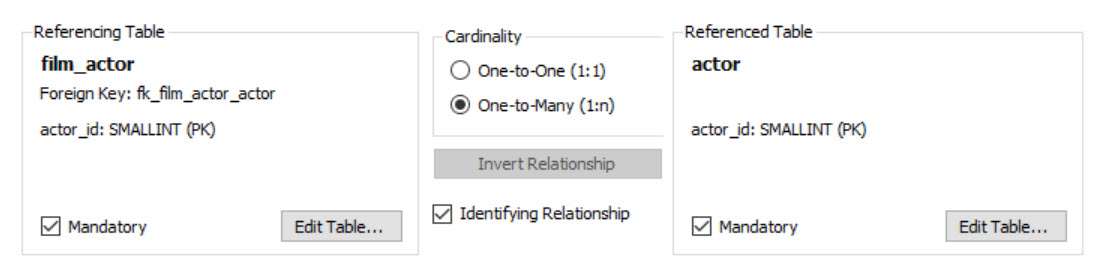 Referencing Table
film_actor
Foreign Key: fk_film_actor_actor
actor_id: SMALLINT (PK)
Mandatory
Edit Table...
Cardinality
One-to-One (1:1)
One-to-Many (1:n)
Invert Relationship
Identifying Relationship
Referenced Table
actor
actor_id: SMALLINT (PK)
Mandatory
Edit Table...